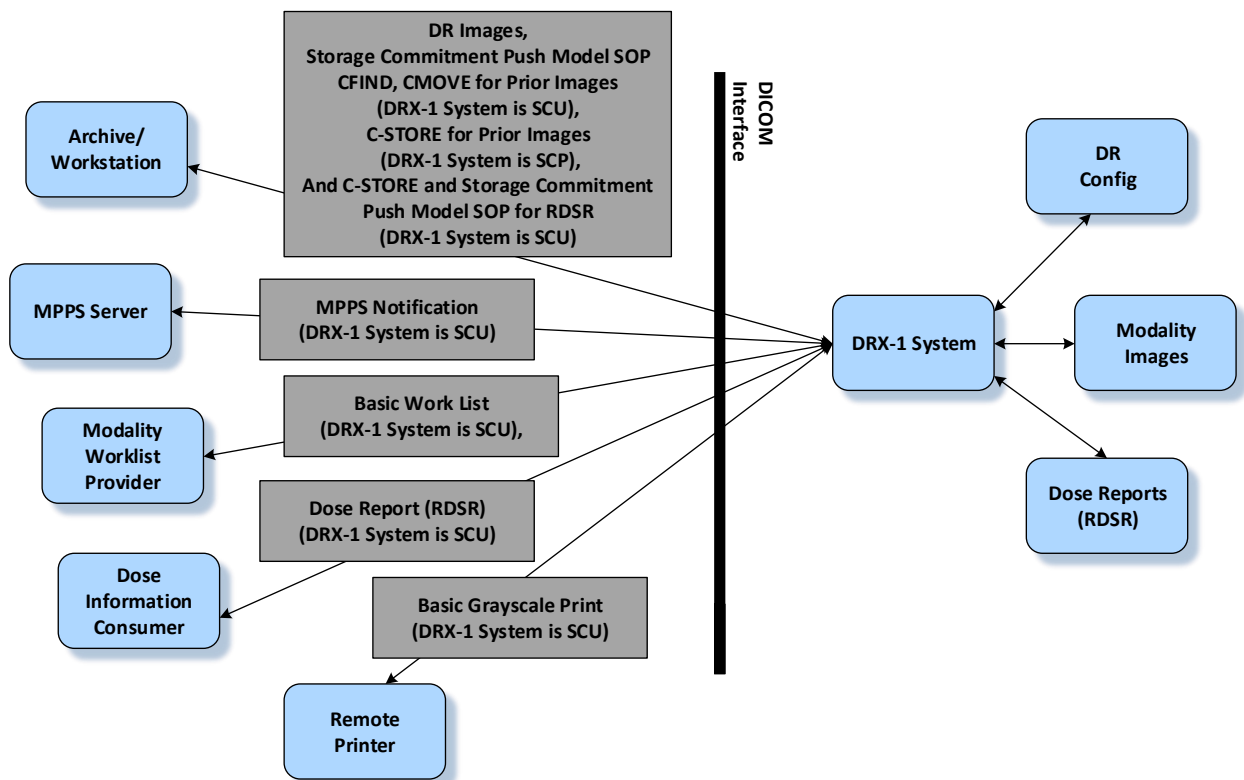 DR Images,
Storage Commitment Push Model SOP
CFIND, CMOVE for Prior Images
(DRX-1 System is SCU),
C-STORE for Prior Images
(DRX-1 System is SCP),
And C-STORE and Storage Commitment
Push Model SOP for RDSR
(DRX-1 System is SCU)
Archive/
Workstation
DICOM
Interface
DR
Config
MPPS Server
MPPS Notification
(DRX-1 System is SCU)
DRX-1 System
Modality
Images
Basic Work List
(DRX-1 System is SCU),
Modality
Worklist
Provider
Dose Report (RDSR)
(DRX-1 System is SCU)
Dose Reports
(RDSR)
Dose
Information
Consumer
Basic Grayscale Print
(DRX-1 System is SCU)
Remote
Printer